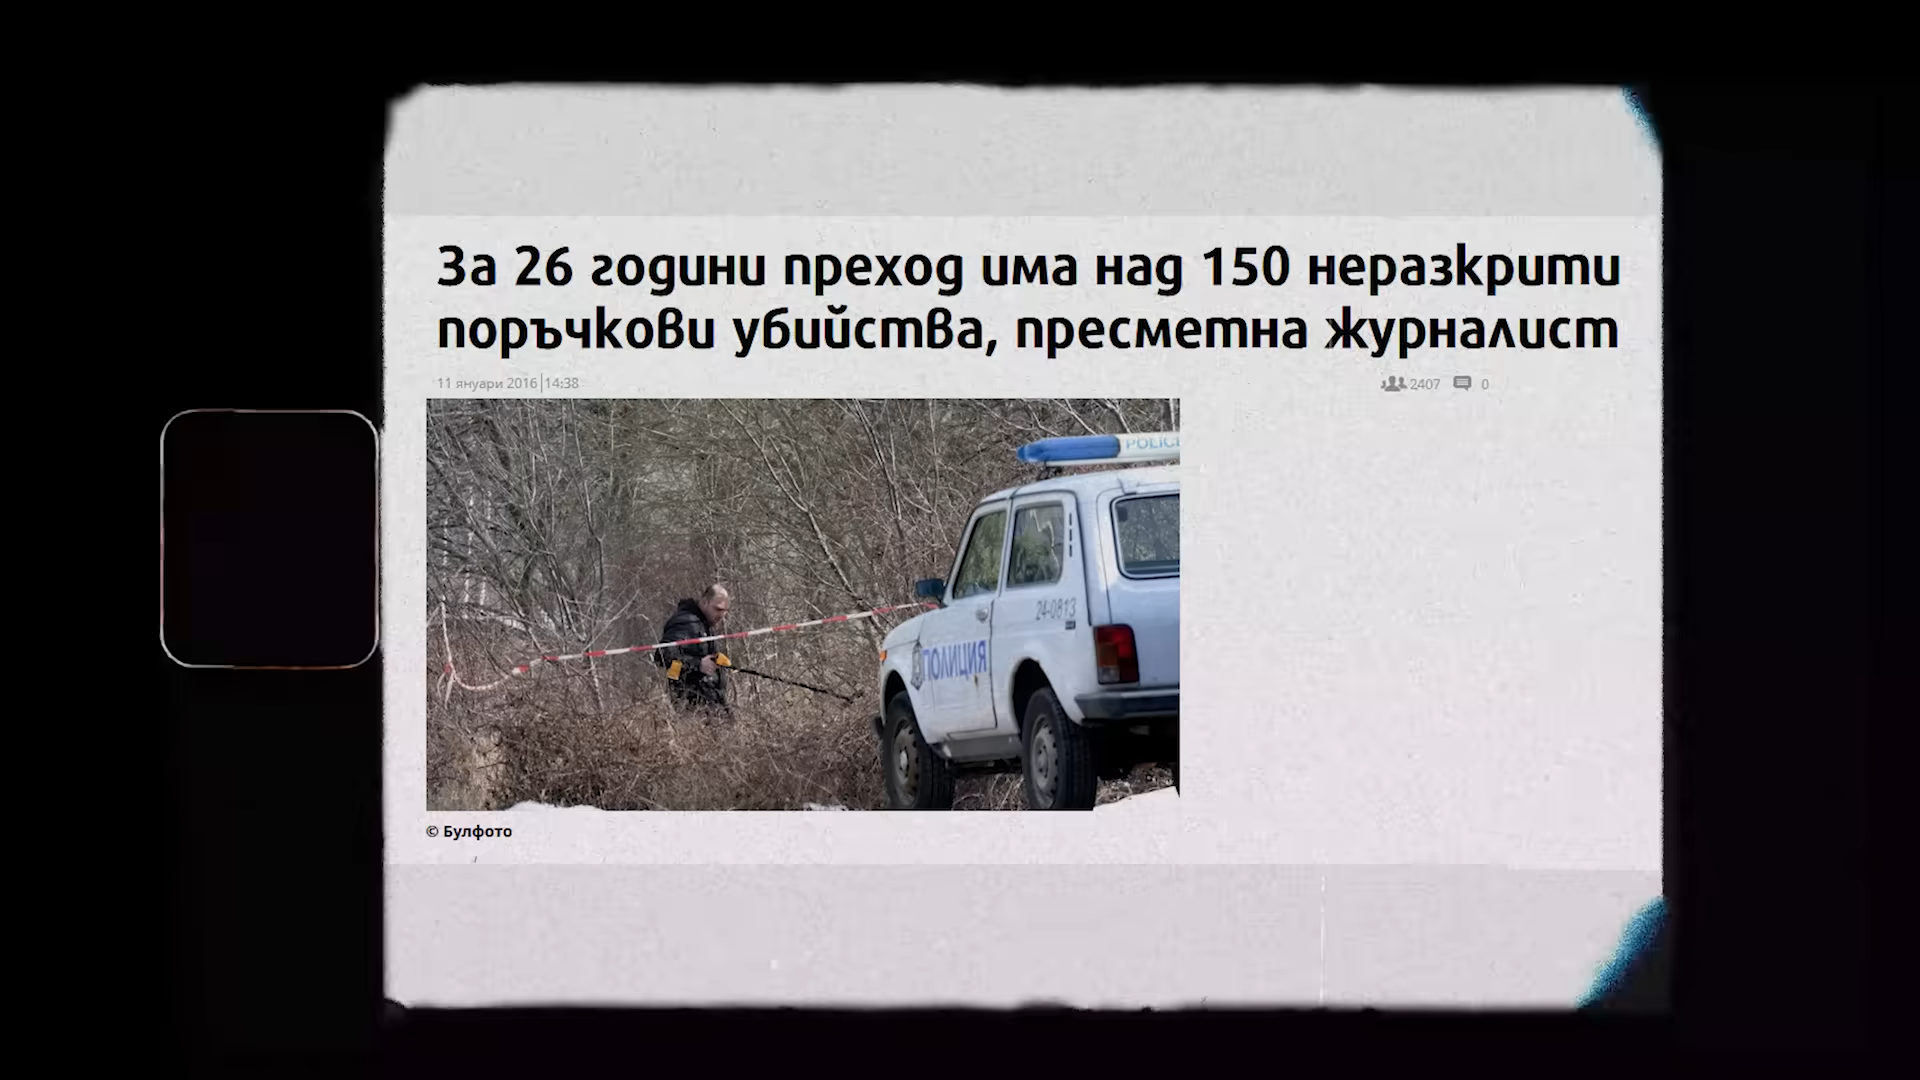 За 26 години преход има над 150 неразкрити
поръчкови убийства, пресметна журналист
11 януари 2016 | 14:38
2407 0
POLICE
24-0813
ПОЛИЦИЯ
© Булфото